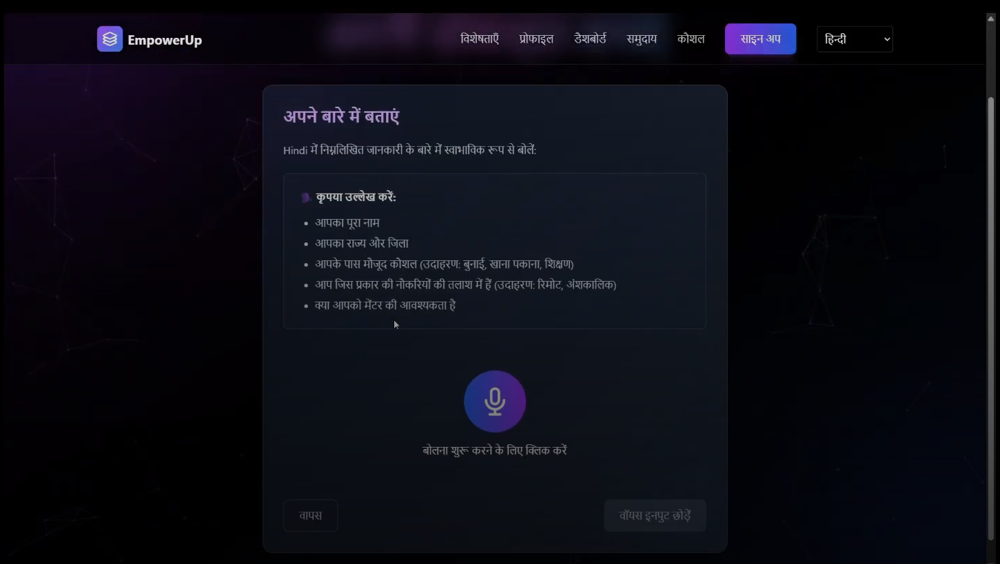 EmpowerUp
विशेषताएँ प्रोफाइल डैशबोर्ड समुदाय कौशल साइन अप हिन्दी
अपने बारे में बताएं
Hindi में निम्नलिखित जानकारी के बारे में स्वाभाविक रूप से बोलें:
कृपया उल्लेख करें:
• आपका पूरा नाम
• आपका राज्य और जिला
• आपके पास मौजूद कौशल (उदाहरण: बुनाई, खाना पकाना, शिक्षण)
• आप जिस प्रकार की नौकरियों की तलाश में हैं (उदाहरण: रिमोट, अंशकालिक)
• क्या आपको मेंटर की आवश्यकता है
बोलना शुरू करने के लिए क्लिक करें
वापस
वॉयस इनपुट छोड़ें